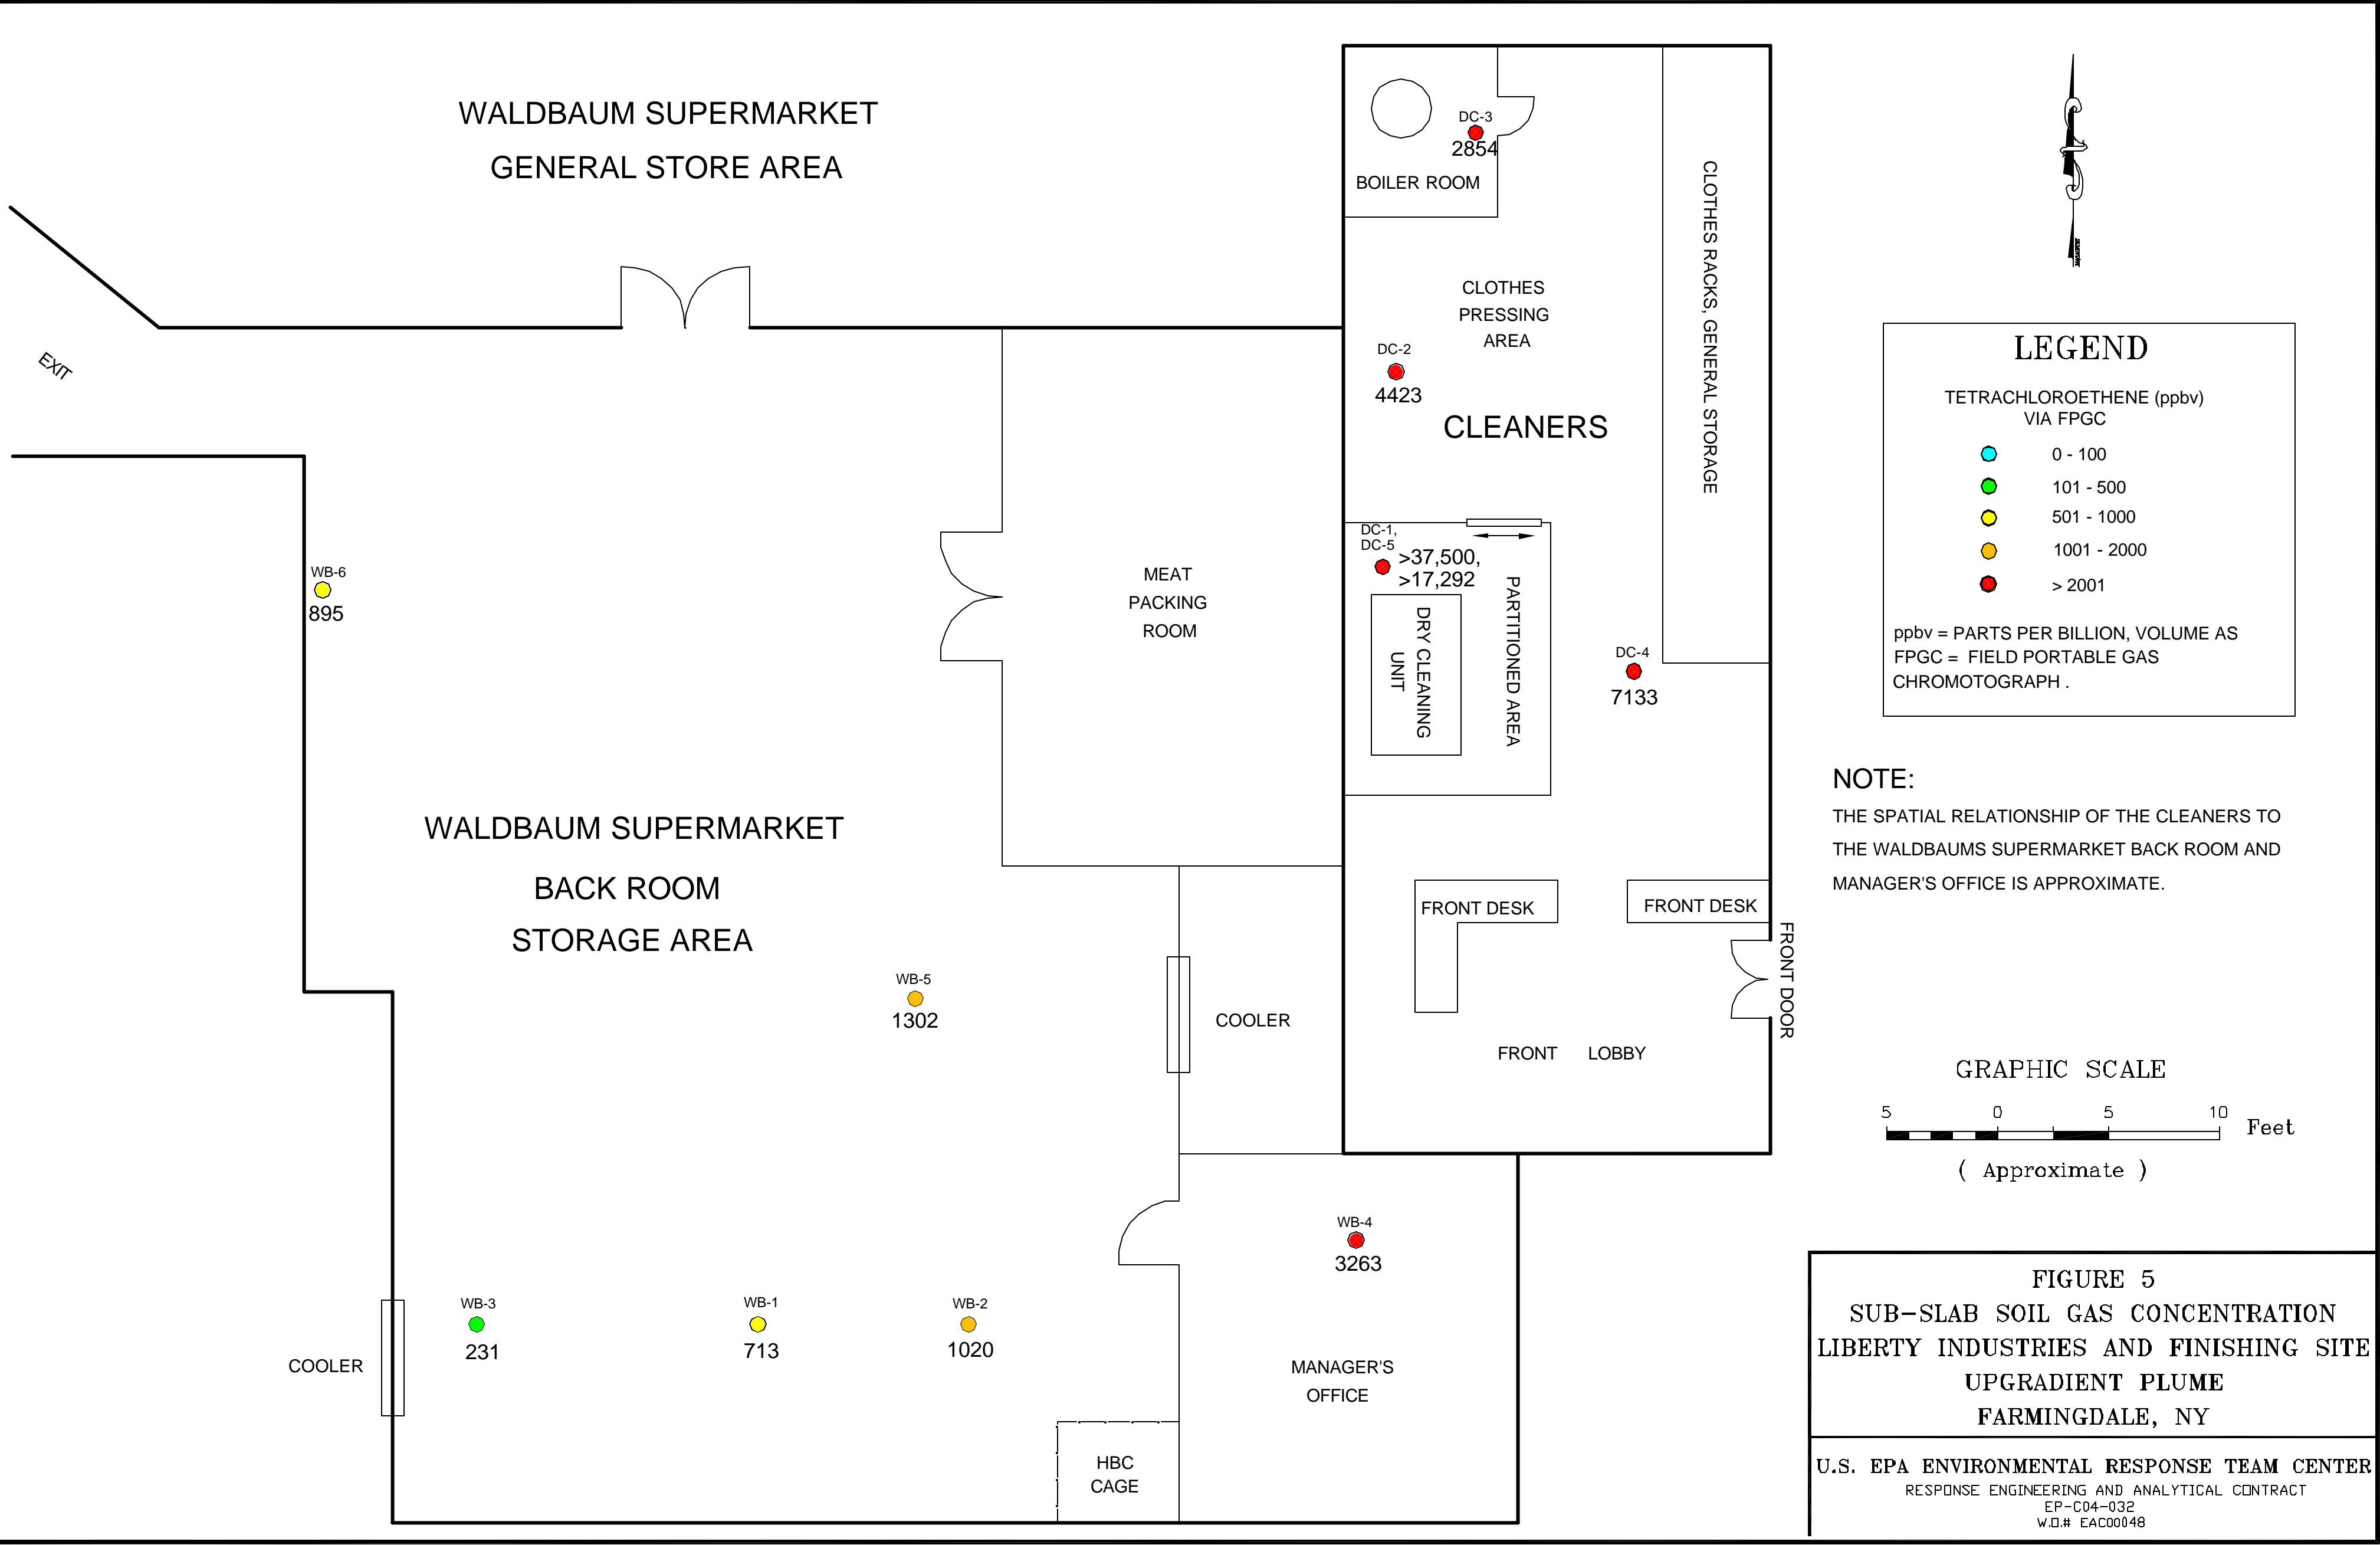 WALDBAUM SUPERMARKET
GENERAL STORE AREA
EXIT
WB-6
895
WALDBAUM SUPERMARKET
BACK ROOM
STORAGE AREA
WB-5
1302
COOLER
WB-3
231
WB-1
713
WB-2
1020
HBC
CAGE
MEAT
PACKING
ROOM
COOLER
WB-4
3263
MANAGER'S
OFFICE
DC-3
2854
BOILER ROOM
CLOTHES
PRESSING
AREA
DC-2
4423
CLEANERS
CLOTHES RACKS, GENERAL STORAGE
DC-1,
DC-5
>37,500,
>17,292
DRY CLEANING
UNIT
PARTITIONED AREA
DC-4
7133
FRONT DESK
FRONT DESK
FRONT DOOR
FRONT LOBBY
LEGEND
TETRACHLOROETHENE (ppbv)
VIA FPGC
0 - 100
101 - 500
501 - 1000
1001 - 2000
> 2001
ppbv = PARTS PER BILLION, VOLUME AS
FPGC = FIELD PORTABLE GAS
CHROMOTOGRAPH .
NOTE:
THE SPATIAL RELATIONSHIP OF THE CLEANERS TO
THE WALDBAUMS SUPERMARKET BACK ROOM AND
MANAGER'S OFFICE IS APPROXIMATE.
GRAPHIC SCALE
5 0 5 10
Feet
( Approximate )
FIGURE 5
SUB-SLAB SOIL GAS CONCENTRATION
LIBERTY INDUSTRIES AND FINISHING SITE
UPGRADIENT PLUME
FARMINGDALE, NY
U.S. EPA ENVIRONMENTAL RESPONSE TEAM CENTER
RESPONSE ENGINEERING AND ANALYTICAL CONTRACT
EP-C04-032
W.O.# EAC00048